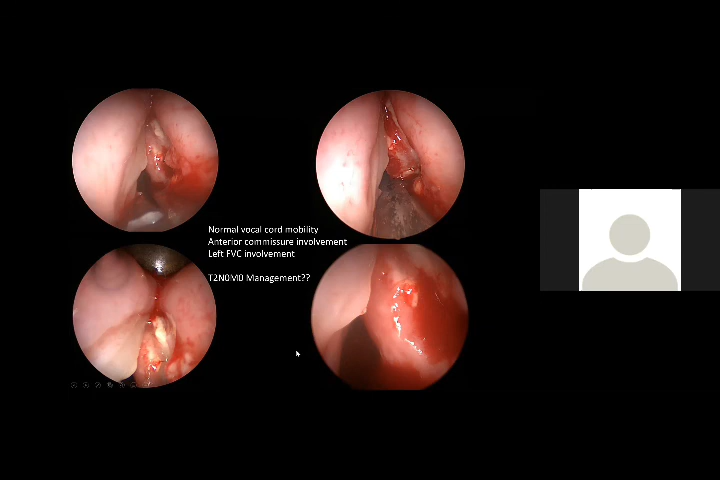 Normal vocal cord mobility
Anterior commissure involvement
Left FVC involvement
T2N0M0 Management??